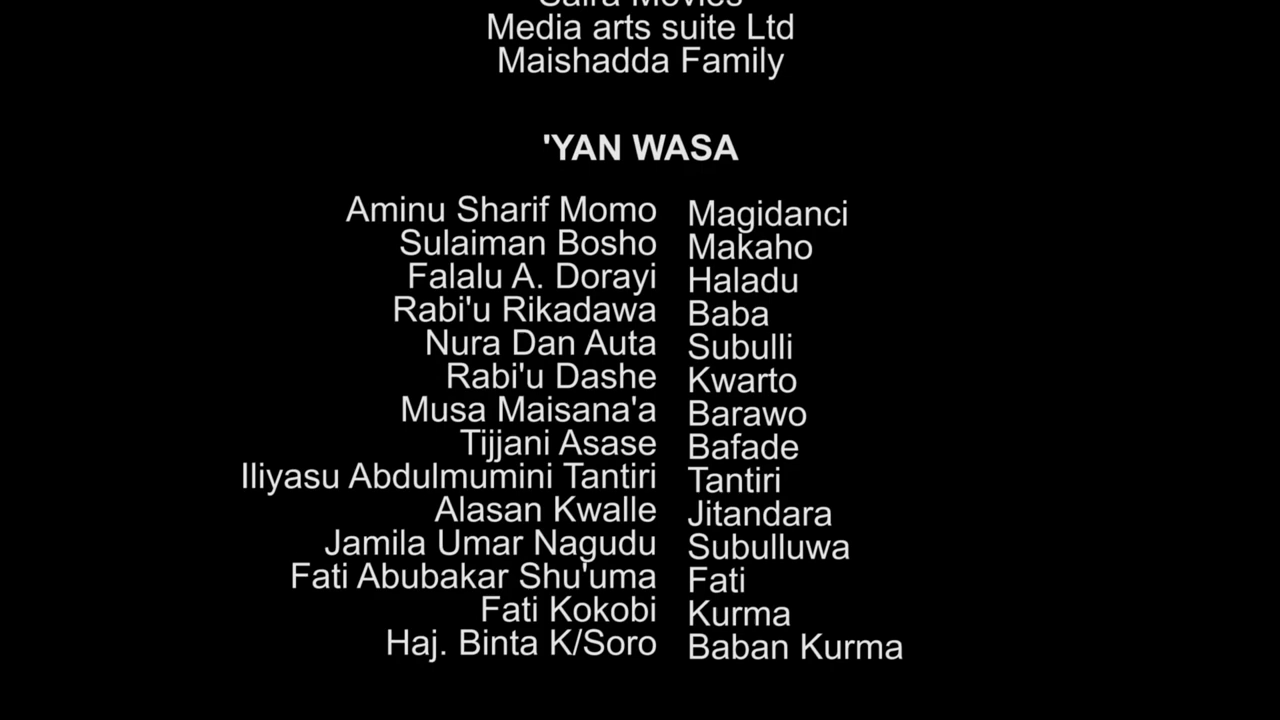 Saira Movies
Media arts suite Ltd
Maishadda Family
'YAN WASA
Aminu Sharif Momo Magidanci
Sulaiman Bosho Makaho
Falalu A. Dorayi Haladu
Rabi'u Rikadawa Baba
Nura Dan Auta Subulli
Rabi'u Dashe Kwarto
Musa Maisana'a Barawo
Tijjani Asase Bafade
Iliyasu Abdulmumini Tantiri Tantiri
Alasan Kwalle Jitandara
Jamila Umar Nagudu Subulluwa
Fati Abubakar Shu'uma Fati
Fati Kokobi Kurma
Haj. Binta K/Soro Baban Kurma